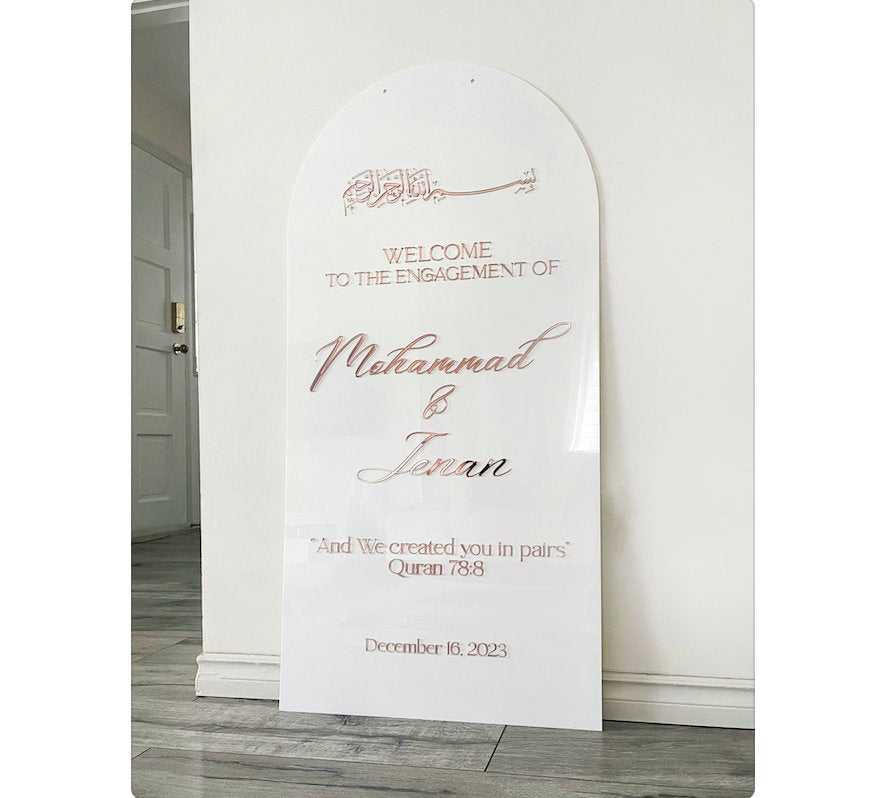 بسم الله الرحمن الرحيم
WELCOME
TO THE ENGAGEMENT OF
Mohammad
&
Jenan
"And We created you in pairs"
Quran 78:8
December 16, 2023